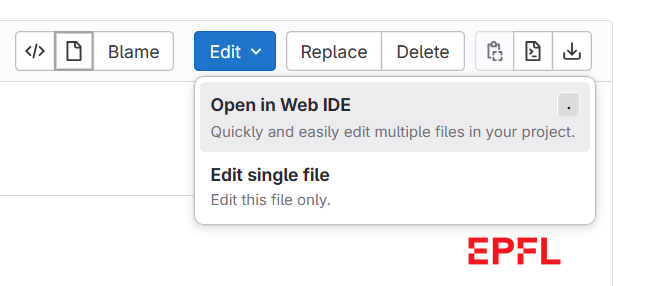 </> Blame Edit Replace Delete
Open in Web IDE .
Quickly and easily edit multiple files in your project.
Edit single file
Edit this file only.
EPFL